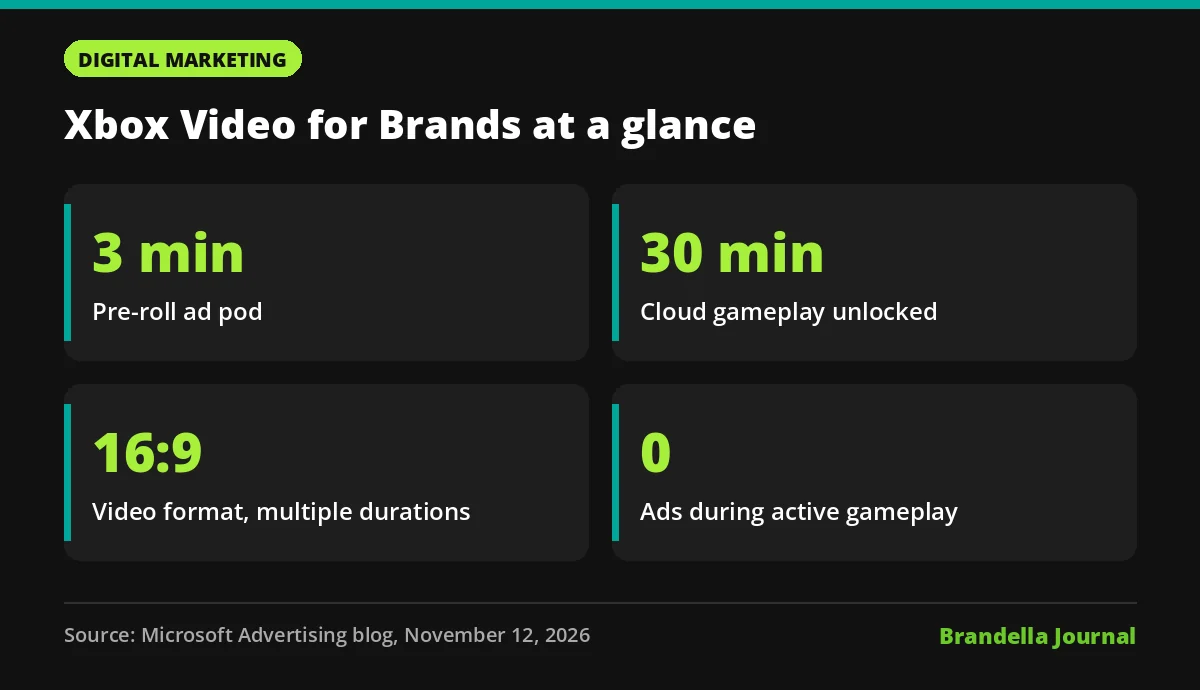 DIGITAL MARKETING
Xbox Video for Brands at a glance
3 min
Pre-roll ad pod
30 min
Cloud gameplay unlocked
16:9
Video format, multiple durations
0
Ads during active gameplay
Source: Microsoft Advertising blog, November 12, 2026
Brandella Journal